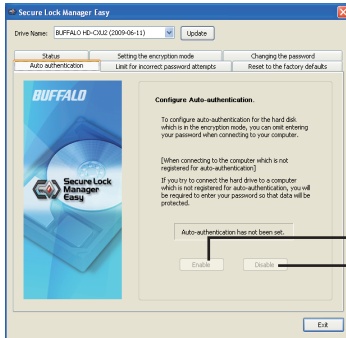 Secure Lock Manager Easy
Drive Name: BUFFALO HD-CXU2 (2009-06-11) Update
Status Setting the encryption mode Changing the password
Auto authentication Limit for incorrect password attempts Reset to the factory defaults
BUFFALO
Secure Lock
Manager
Easy
Configure Auto-authentication.
To configure auto-authentication for the hard disk
which is in the encryption mode, you can omit entering
your password when connecting to your computer.
[When connecting to the computer which is not
registered for auto-authentication]
If you try to connect the hard drive to a computer
which is not registered for auto-authentication, you will
be required to enter your password so that data will be
protected.
Auto-authentication has not been set.
Enable Disable
Exit